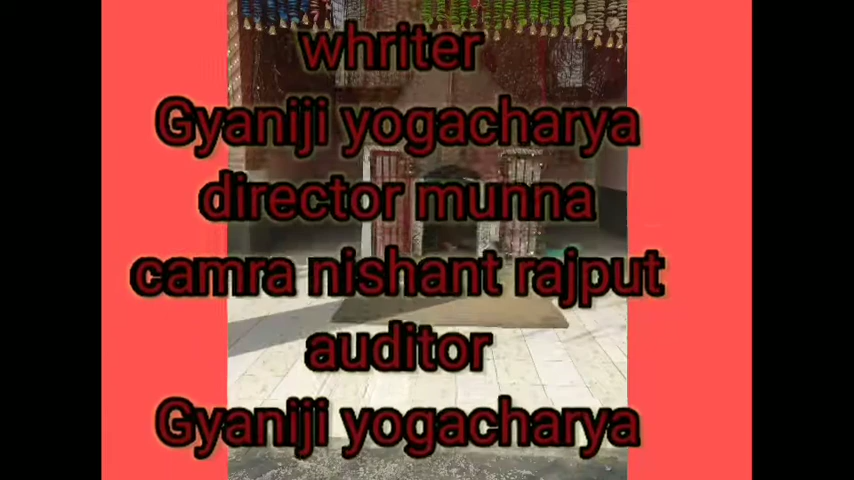 whriter
Gyaniji yogacharya
director munna
camra nishant rajput
auditor
Gyaniji yogacharya